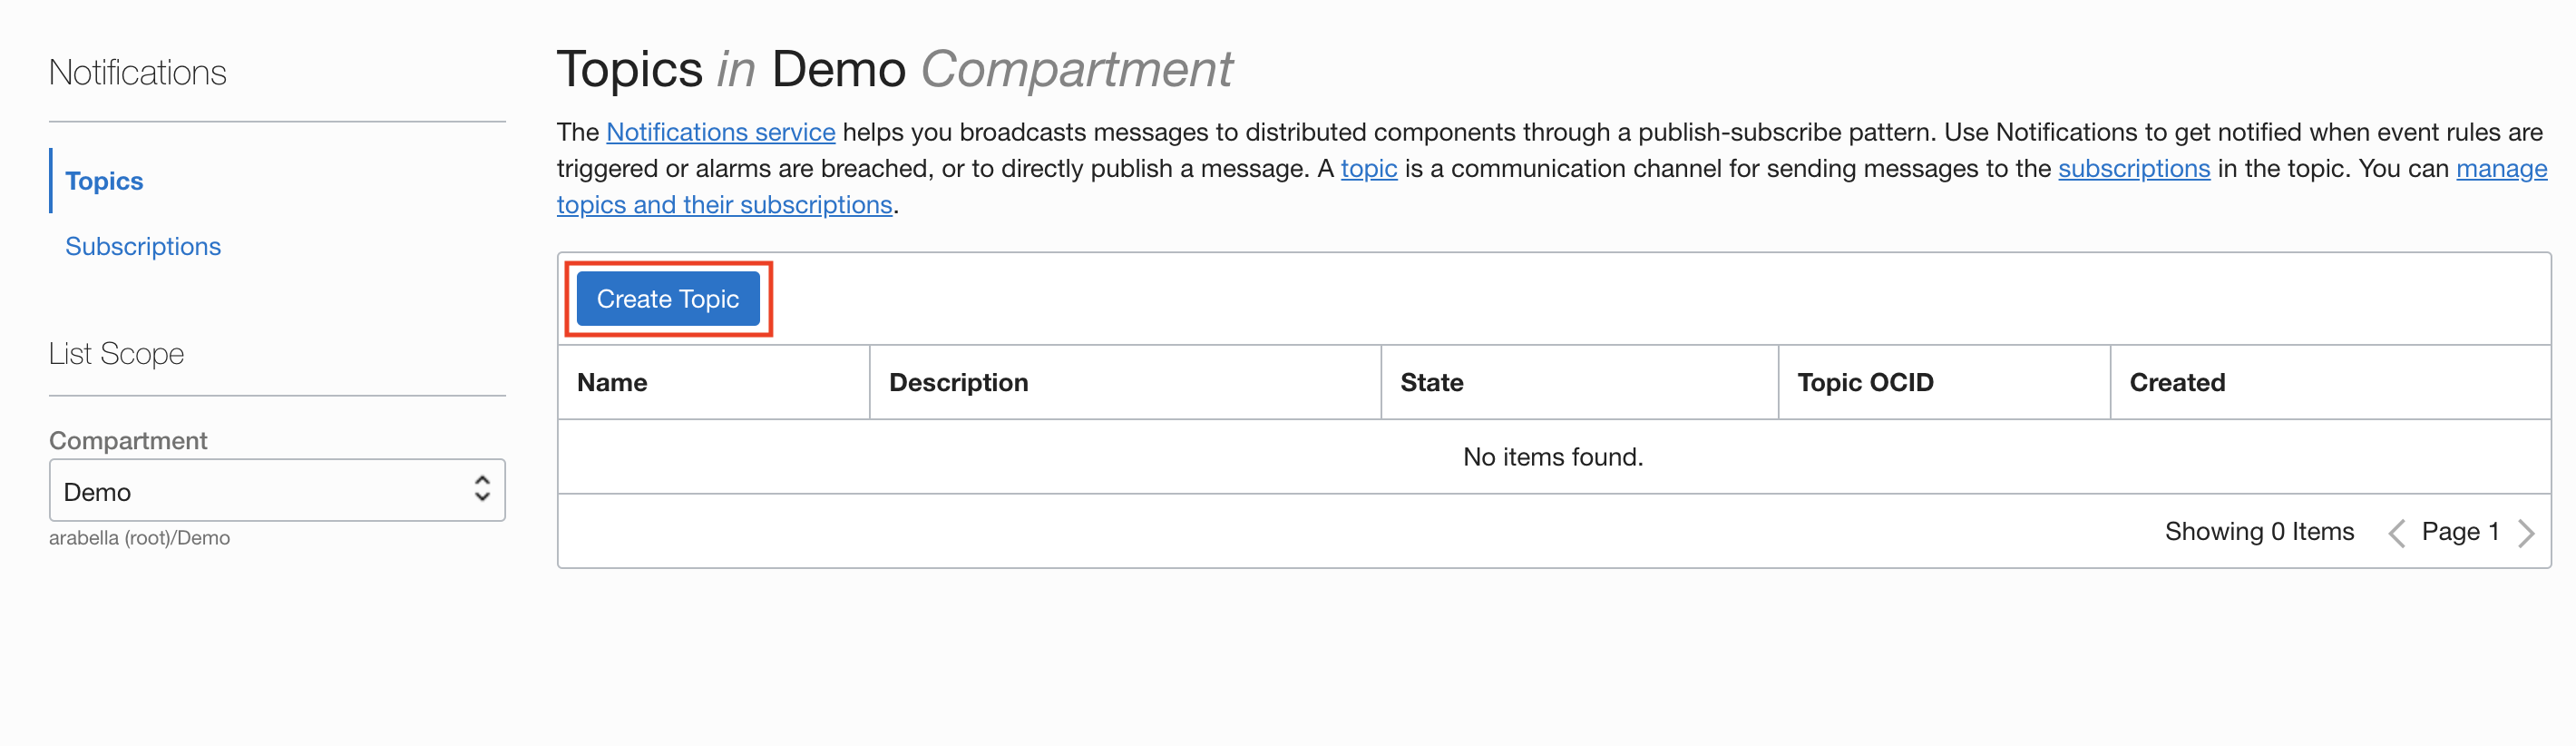 Notifications
Topics
Subscriptions
List Scope
Compartment
Demo
arabella (root)/Demo
Topics in Demo Compartment
The Notifications service helps you broadcasts messages to distributed components through a publish-subscribe pattern. Use Notifications to get notified when event rules are
triggered or alarms are breached, or to directly publish a message. A topic is a communication channel for sending messages to the subscriptions in the topic. You can manage
topics and their subscriptions.
Create Topic
Name Description State Topic OCID Created
No items found.
Showing 0 Items Page 1